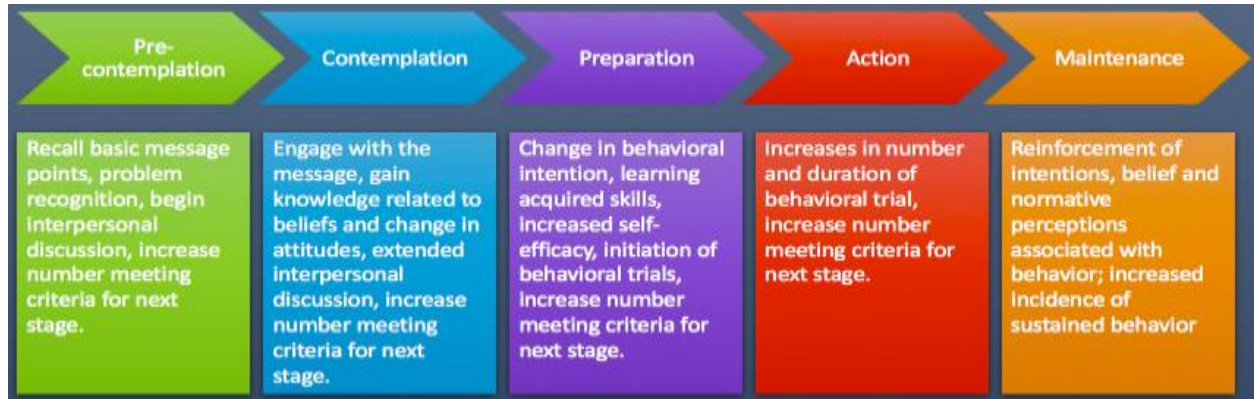 Pre-
contemplation
Contemplation
Preparation
Action
Maintenance
Recall basic message
points, problem
recognition, begin
interpersonal
discussion, increase
number meeting
criteria for next
stage.
Engage with the
message, gain
knowledge related to
beliefs and change in
attitudes, extended
interpersonal
discussion, increase
number meeting
criteria for next
stage.
Change in behavioral
intention, learning
acquired skills,
increased self-
efficacy, initiation of
behavioral trials,
increase number
meeting criteria for
next stage.
Increases in number
and duration of
behavioral trial,
increase number
meeting criteria for
next stage.
Reinforcement of
intentions, belief and
normative
perceptions
associated with
behavior; increased
incidence of
sustained behavior